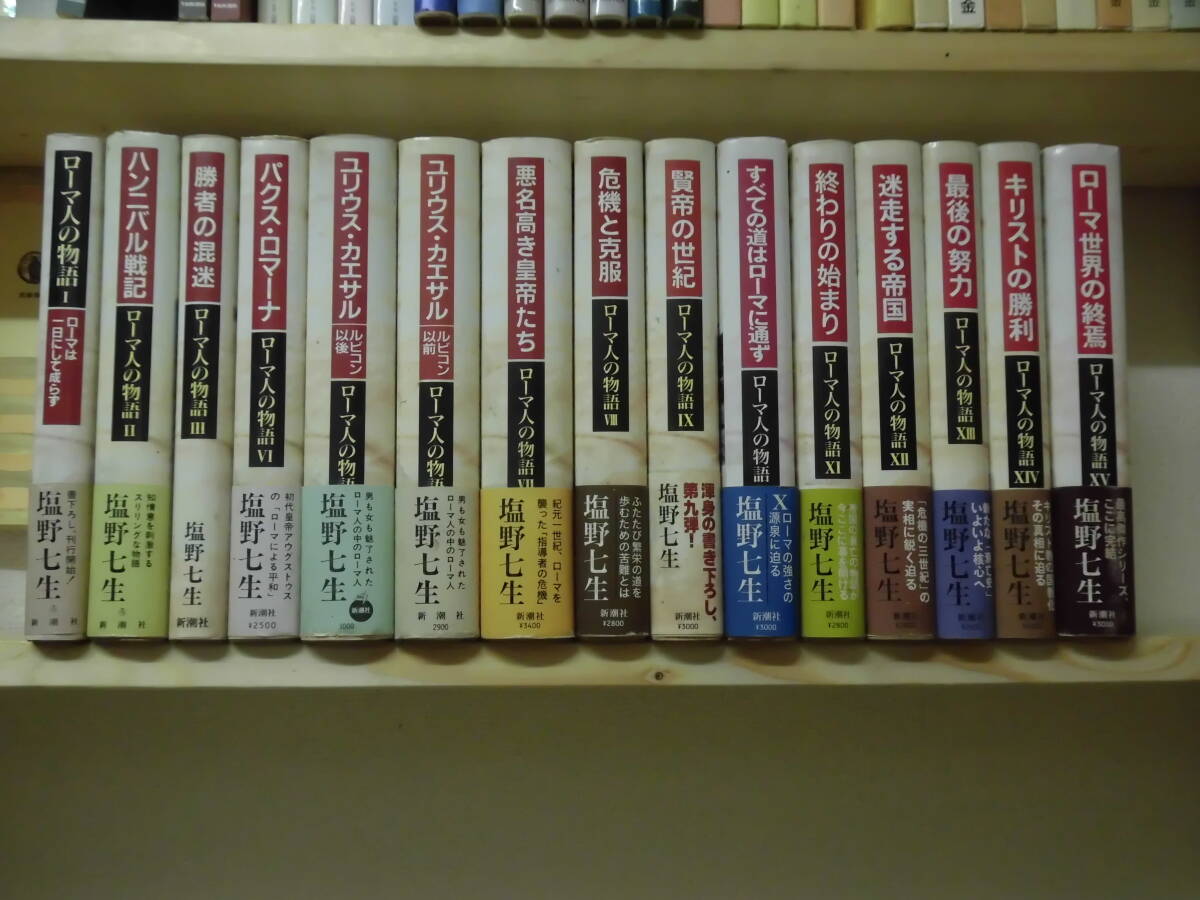 ローマ人の物語 I
ローマは
一日にして成らず
書下ろし、刊行開始!
塩野七生
ハンニバル戦記
ローマ人の物語 II
知情意を刺激する
スリリングな物語
塩野七生
勝者の混迷
ローマ人の物語 III
塩野七生
新潮社
パクス・ロマーナ
ローマ人の物語 VI
初代皇帝アウグストゥス
の「ローマによる平和」
塩野七生
新潮社
¥2500
ユリウス・カエサル
ルビコン
以後
ローマ人の物語
男も女も魅了された
ローマ人の中のローマ人
塩野七生
新潮社
ユリウス・カエサル
ルビコン
以前
ローマ人の物語
男も女も魅了された
ローマ人の中のローマ人
塩野七生
新潮社
2900
悪名高き皇帝たち
ローマ人の物語 VII
紀元一世紀、ローマを
襲った「指導者の危機」
塩野七生
新潮社
¥3400
危機と克服
ローマ人の物語 VIII
ふたたび繁栄の道を
歩むための苦難とは
塩野七生
新潮社
¥2800
賢帝の世紀
ローマ人の物語 IX
渾身の書き下ろし、
第九弾!
塩野七生
新潮社
¥3000
すべての道はローマに通ず
ローマ人の物語
X
ローマの強さの
源泉に迫る
塩野七生
新潮社
¥3000
終わりの始まり
ローマ人の物語 XI
塩野七生
新潮社
¥2800
迷走する帝国
ローマ人の物語 XII
「危機の三世紀」の
実相に鋭く迫る
塩野七生
新潮社
最後の努力
ローマ人の物語 XIII
いよいよ核心へ
塩野七生
新潮社
キリストの勝利
ローマ人の物語 XIV
その真相に迫る
塩野七生
新潮社
ローマ世界の終焉
ローマ人の物語 XV
ここに完結
塩野七生
新潮社
¥3000